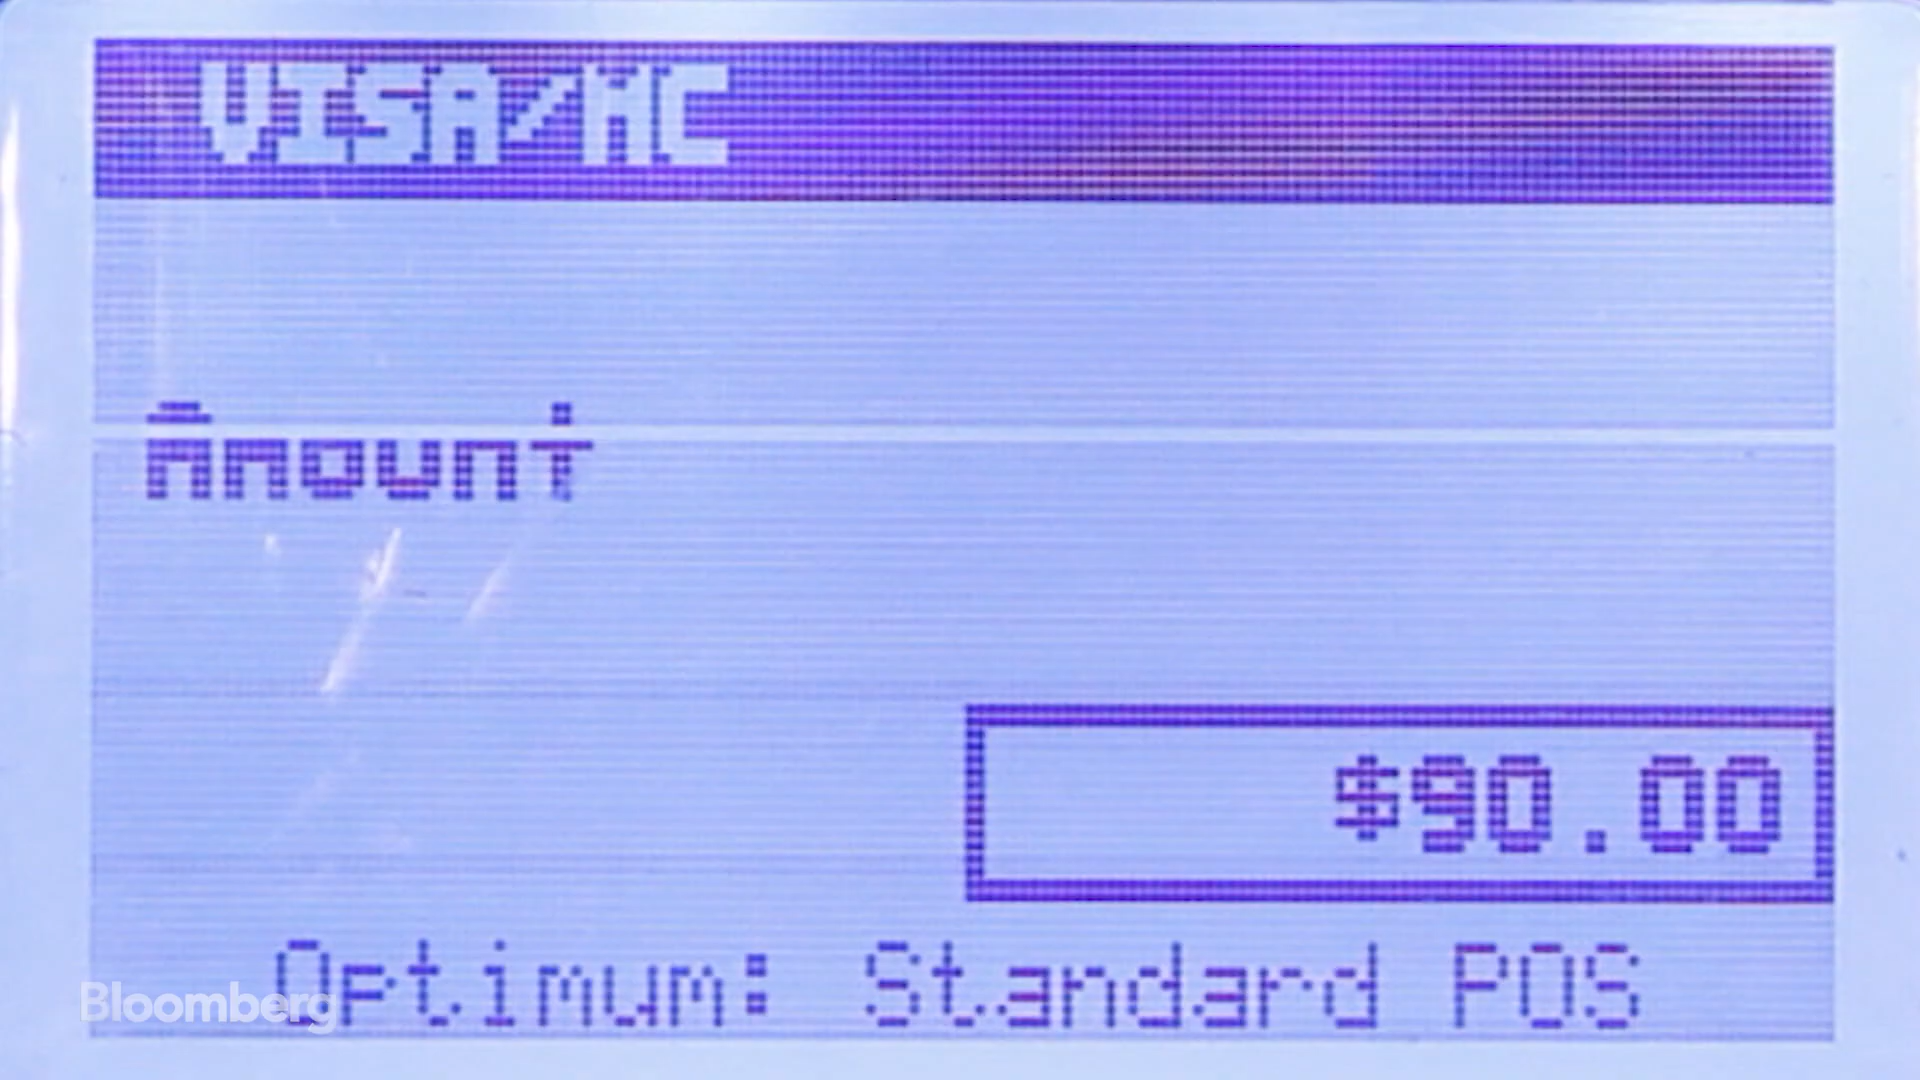 VISA/MC
Amount
$90.00
Optimum: Standard POS
Bloomberg